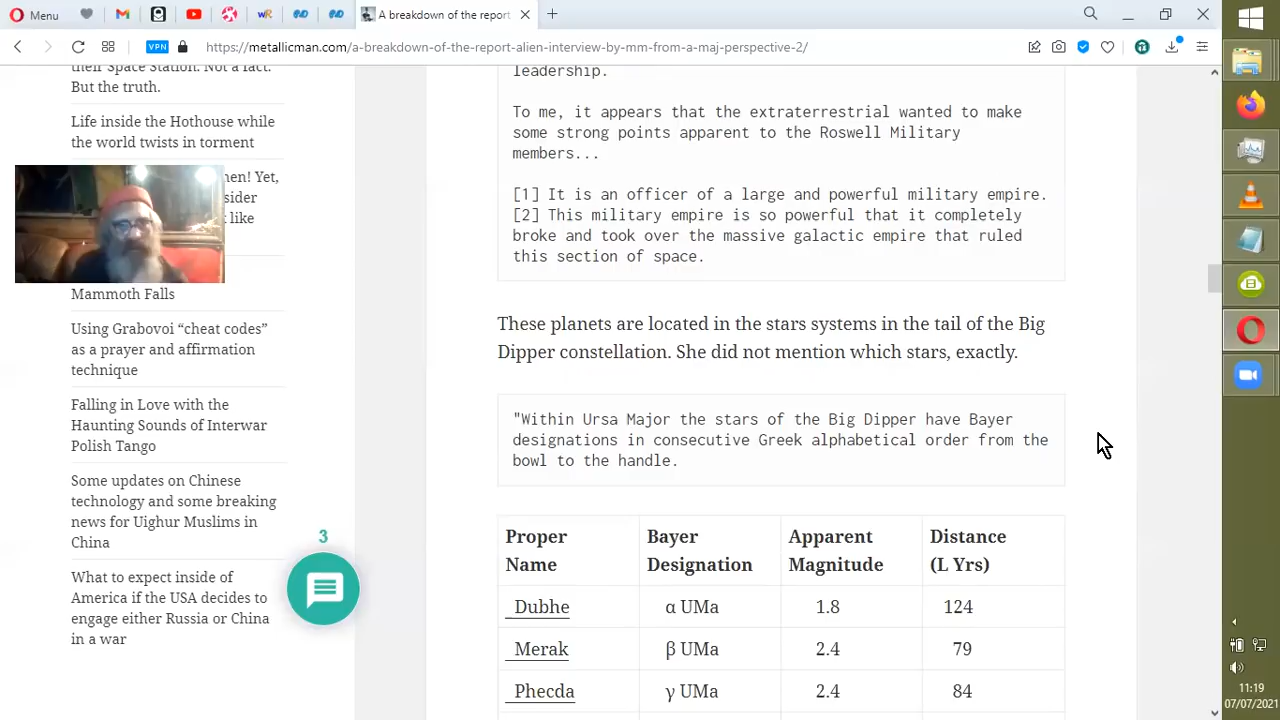 Menu
A breakdown of the report
VPN
https://metallicman.com/a-breakdown-of-the-report-alien-interview-by-mm-from-a-maj-perspective-2/
their Space Station. Not a fact.
But the truth.
Life inside the Hothouse while
the world twists in torment
nen! Yet,
sider
like
Mammoth Falls
Using Grabovoi “cheat codes”
as a prayer and affirmation
technique
Falling in Love with the
Haunting Sounds of Interwar
Polish Tango
Some updates on Chinese
technology and some breaking
news for Uighur Muslims in
China
What to expect inside of
America if the USA decides to
engage either Russia or China
in a war
3
leadership.
To me, it appears that the extraterrestrial wanted to make
some strong points apparent to the Roswell Military
members...
[1] It is an officer of a large and powerful military empire.
[2] This military empire is so powerful that it completely
broke and took over the massive galactic empire that ruled
this section of space.
These planets are located in the stars systems in the tail of the Big
Dipper constellation. She did not mention which stars, exactly.
"Within Ursa Major the stars of the Big Dipper have Bayer
designations in consecutive Greek alphabetical order from the
bowl to the handle.
Proper Name Bayer Designation Apparent Magnitude Distance (L Yrs)
Dubhe α UMa 1.8 124
Merak β UMa 2.4 79
Phecda γ UMa 2.4 84
11:19
07/07/2021